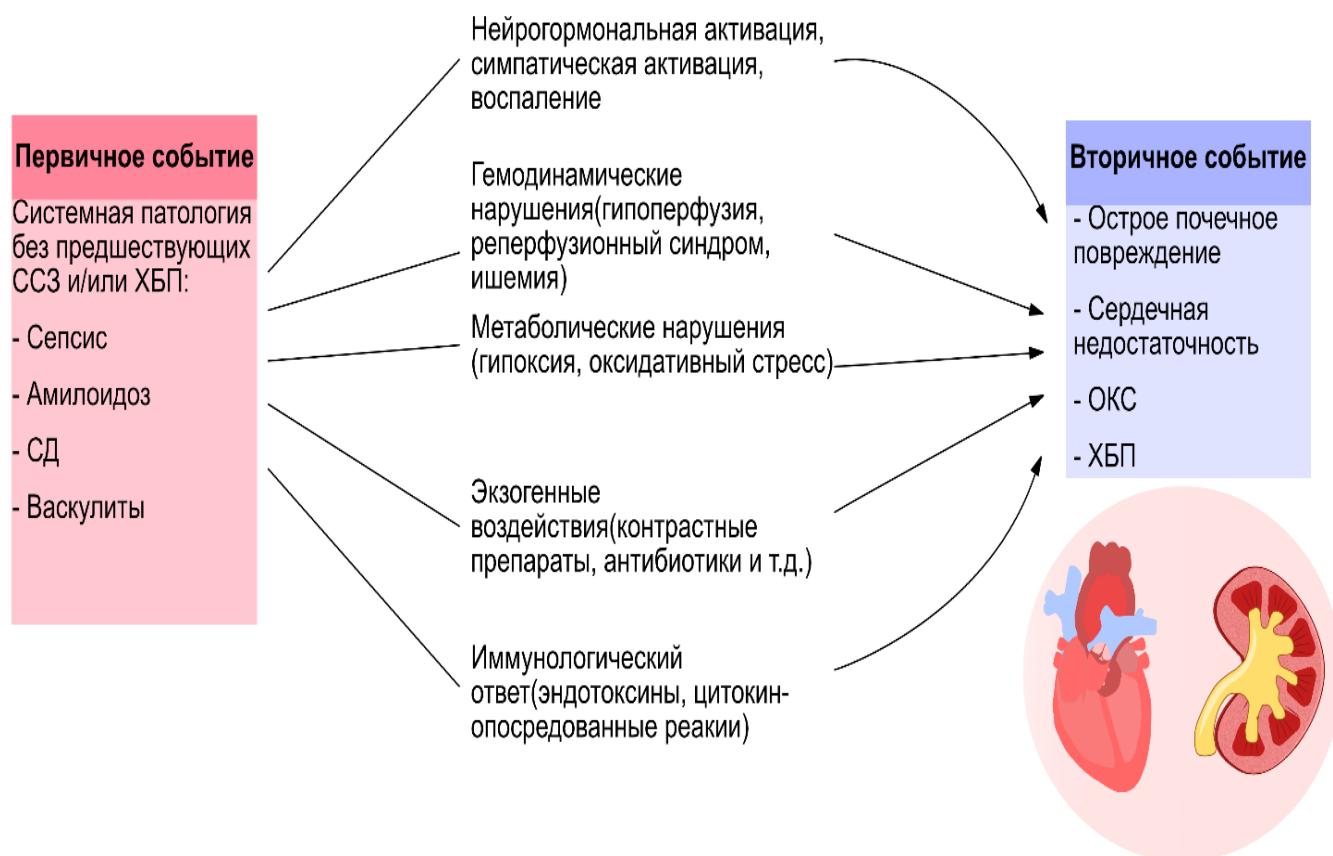 Первичное событие
Системная патология
без предшествующих
ССЗ и/или ХБП:
- Сепсис
- Амилоидоз
- СД
- Васкулиты
Нейрогормональная активация,
симпатическая активация,
воспаление
Гемодинамические
нарушения(гипоперфузия,
реперфузионный синдром,
ишемия)
Метаболические нарушения
(гипоксия, оксидативный стресс)
Экзогенные
воздействия(контрастные
препараты, антибиотики и т.д.)
Иммунологический
ответ(эндотоксины, цитокин-
опосредованные реакии)
Вторичное событие
- Острое почечное
повреждение
- Сердечная
недостаточность
- ОКС
- ХБП